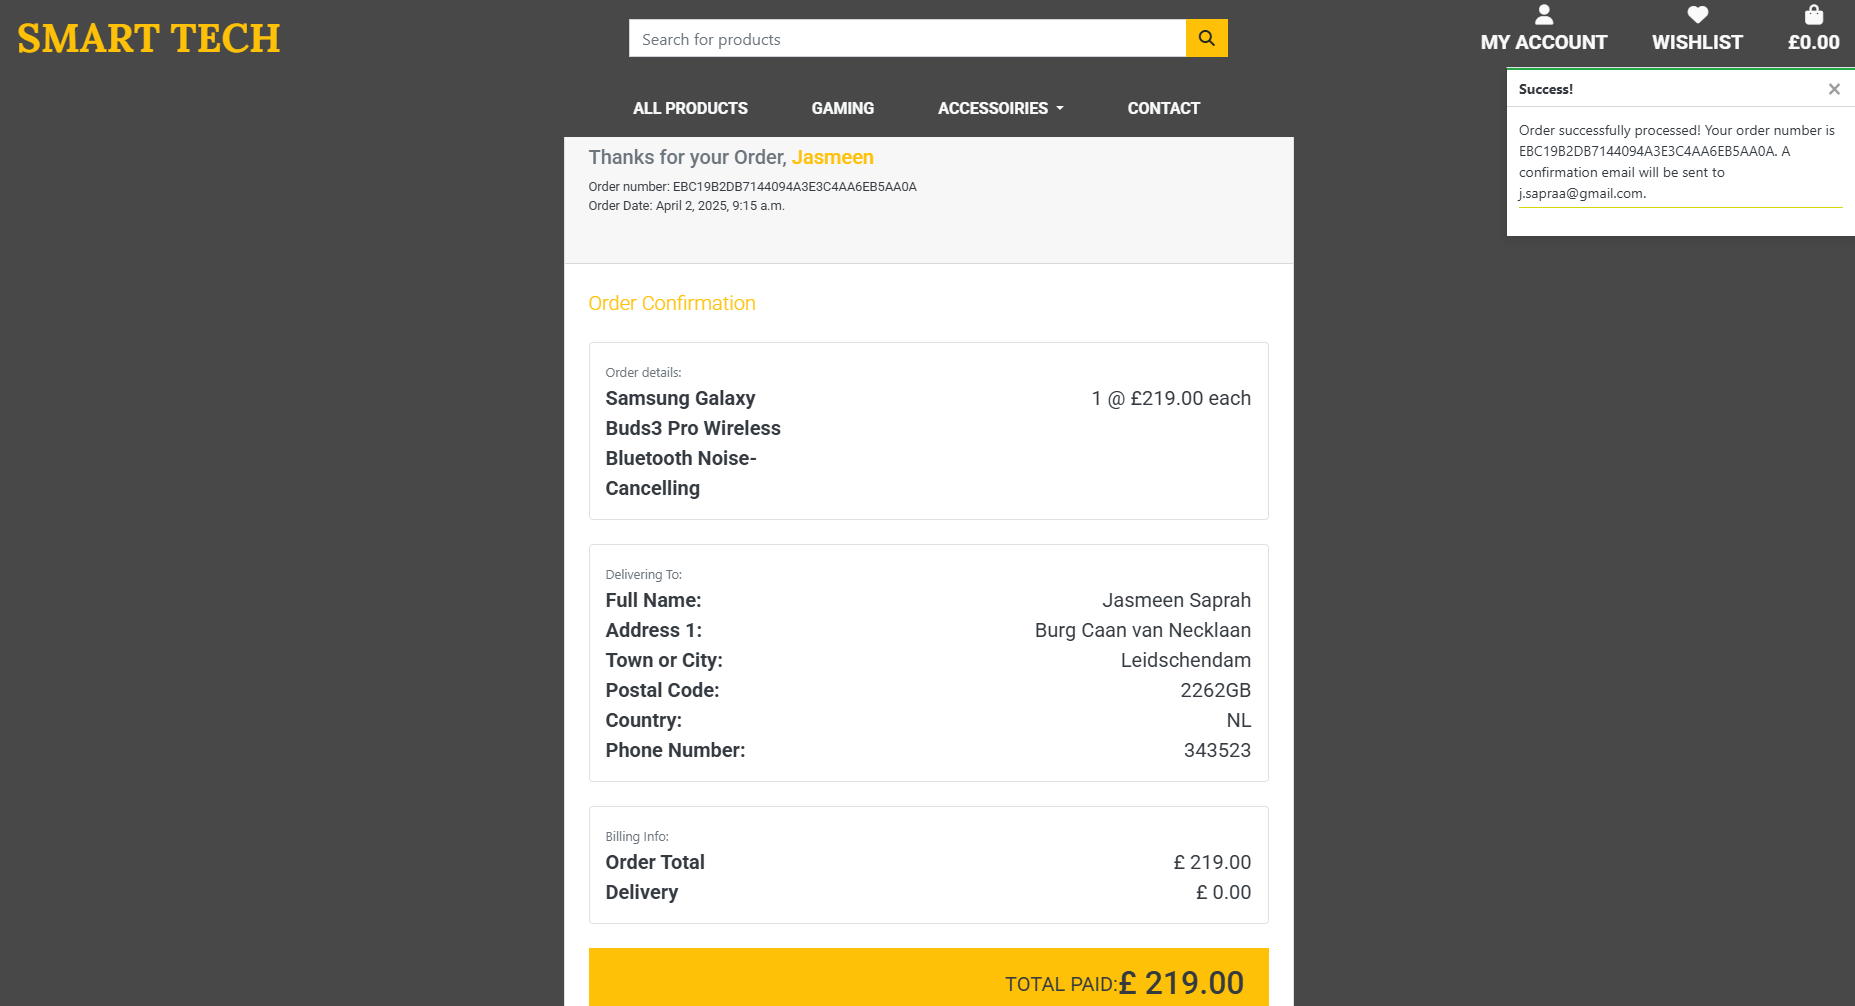 SMART TECH
Search for products
MY ACCOUNT
WISHLIST
£0.00
ALL PRODUCTS
GAMING
ACCESSOIRIES
CONTACT
Success!
Order successfully processed! Your order number is
EBC19B2DB7144094A3E3C4AA6EB5AA0A. A
confirmation email will be sent to
j.sapraa@gmail.com.
Thanks for your Order, Jasmeen
Order number: EBC19B2DB7144094A3E3C4AA6EB5AA0A
Order Date: April 2, 2025, 9:15 a.m.
Order Confirmation
Order details:
Samsung Galaxy 1 @ £219.00 each
Buds3 Pro Wireless
Bluetooth Noise-
Cancelling
Delivering To:
Full Name: Jasmeen Saprah
Address 1: Burg Caan van Necklaan
Town or City: Leidschendam
Postal Code: 2262GB
Country: NL
Phone Number: 343523
Billing Info:
Order Total £ 219.00
Delivery £ 0.00
TOTAL PAID:£ 219.00